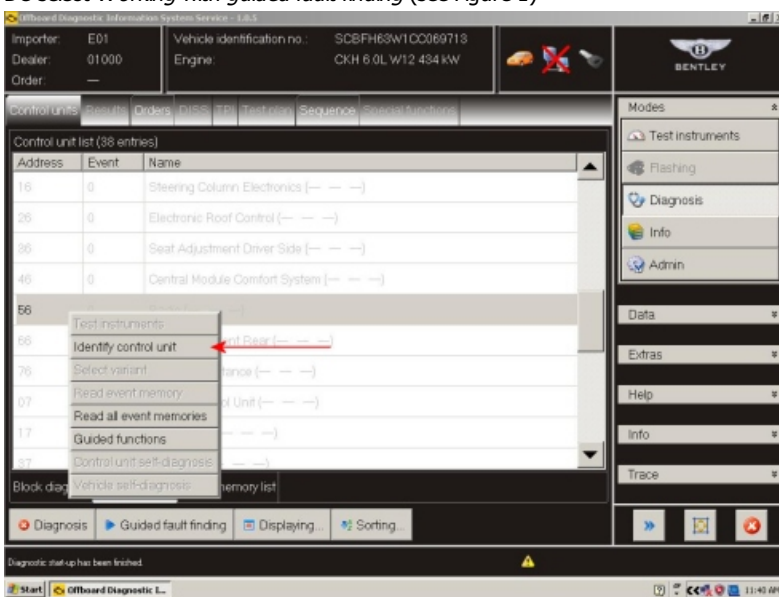 De-select 'Working with guided fault finding' (See Figure 1)
Offboard Diagnostic Information System Service - 1.0.5
Importer: E01 Vehicle identification no.: SCBFH63W1CC069713
Dealer: 01000 Engine: CKH 6.0L W12 434 kW
Order: —
BENTLEY
Control units Results Orders DISS TPI Test plan Sequence Special functions
Control unit list (38 entries)
Address Event Name
16 0 Steering Column Electronics (— — —)
26 0 Electronic Roof Control (— — —)
36 0 Seat Adjustment Driver Side (— — —)
46 0 Central Module Comfort System (— — —)
56
66 nt Rear (— — —)
76 tance (— — —)
07 ol Unit (— — —)
17 — — —)
37 — —)
Test instruments
Identify control unit
Select variant
Read event memory
Read all event memories
Guided functions
Control unit self-diagnosis
Vehicle self-diagnosis
Block diag emory list
Diagnosis Guided fault finding Displaying... Sorting...
Modes
Test instruments
Flashing
Diagnosis
Info
Admin
Data
Extras
Help
Info
Trace
Diagnostic start-up has been finished.
Start Offboard Diagnostic I... 11:40 AM